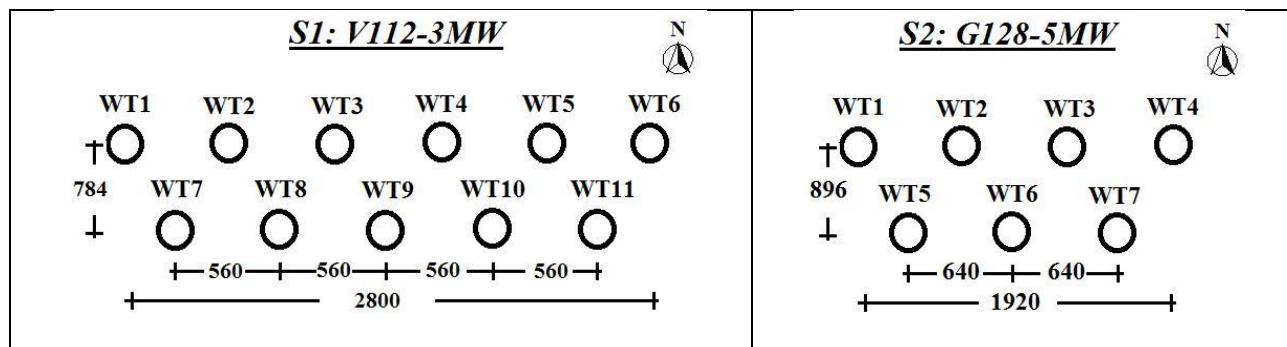 S1: V112-3MW
N
WT1 WT2 WT3 WT4 WT5 WT6
784
WT7 WT8 WT9 WT10 WT11
560 560 560 560
2800
S2: G128-5MW
N
WT1 WT2 WT3 WT4
896
WT5 WT6 WT7
640 640
1920